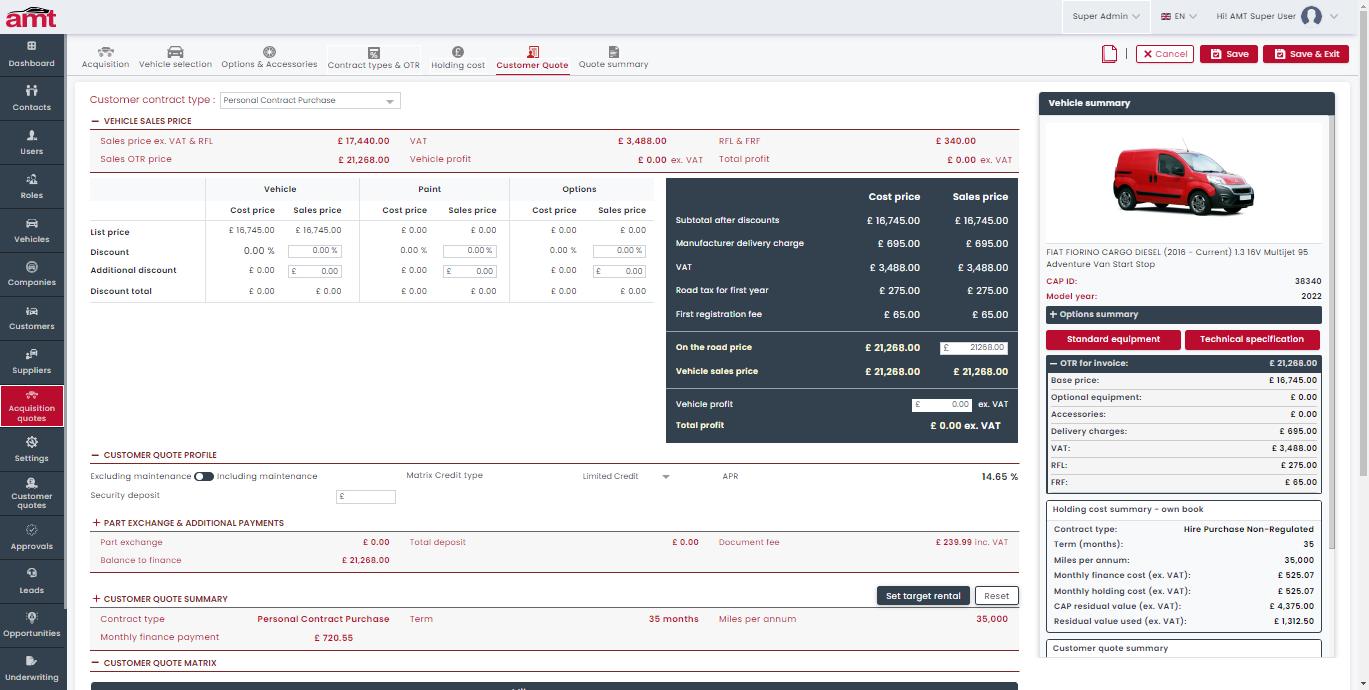 amt
Super Admin
EN
Hi! AMT Super User
Dashboard
Contacts
Users
Roles
Vehicles
Companies
Customers
Suppliers
Acquisition
quotes
Settings
Customer
quotes
Approvals
Leads
Opportunities
Underwriting
Acquisition Vehicle selection Options & Accessories Contract types & OTR Holding cost Customer Quote Quote summary
Cancel Save Save & Exit
Customer contract type : Personal Contract Purchase
VEHICLE SALES PRICE
Sales price ex. VAT & RFL £ 17,440.00 VAT £ 3,488.00 RFL & FRF £ 340.00
Sales OTR price £ 21,268.00 Vehicle profit £ 0.00 ex. VAT Total profit £ 0.00 ex. VAT
Vehicle Paint Options
Cost price Sales price Cost price Sales price Cost price Sales price
List price £ 16,745.00 £ 16,745.00 £ 0.00 £ 0.00 £ 0.00 £ 0.00
Discount 0.00 % 0.00 % 0.00 % 0.00 % 0.00 % 0.00 %
Additional discount £ 0.00 £ 0.00 £ 0.00 £ 0.00 £ 0.00 £ 0.00
Discount total £ 0.00 £ 0.00 £ 0.00 £ 0.00 £ 0.00 £ 0.00
Cost price Sales price
Subtotal after discounts £ 16,745.00 £ 16,745.00
Manufacturer delivery charge £ 695.00 £ 695.00
VAT £ 3,488.00 £ 3,488.00
Road tax for first year £ 275.00 £ 275.00
First registration fee £ 65.00 £ 65.00
On the road price £ 21,268.00 £ 21268.00
Vehicle sales price £ 21,268.00 £ 21,268.00
Vehicle profit £ 0.00 ex. VAT
Total profit £ 0.00 ex. VAT
CUSTOMER QUOTE PROFILE
Excluding maintenance Including maintenance Matrix Credit type Limited Credit APR 14.65 %
Security deposit £
PART EXCHANGE & ADDITIONAL PAYMENTS
Part exchange £ 0.00 Total deposit £ 0.00 Document fee £ 239.99 inc. VAT
Balance to finance £ 21,268.00
CUSTOMER QUOTE SUMMARY Set target rental Reset
Contract type Personal Contract Purchase Term 35 months Miles per annum 35,000
Monthly finance payment £ 720.55
CUSTOMER QUOTE MATRIX
Vehicle summary
FIAT FIORINO CARGO DIESEL (2016 - Current) 1.3 16V Multijet 95
Adventure Van Start Stop
CAP ID: 38340
Model year: 2022
+ Options summary
Standard equipment Technical specification
OTR for invoice: £ 21,268.00
Base price: £ 16,745.00
Optional equipment: £ 0.00
Accessories: £ 0.00
Delivery charges: £ 695.00
VAT: £ 3,488.00
RFL: £ 275.00
FRF: £ 65.00
Holding cost summary - own book
Contract type: Hire Purchase Non-Regulated
Term (months): 35
Miles per annum: 35,000
Monthly finance cost (ex. VAT): £ 525.07
Monthly holding cost (ex. VAT): £ 525.07
CAP residual value (ex. VAT): £ 4,375.00
Residual value used (ex. VAT): £ 1,312.50
Customer quote summary